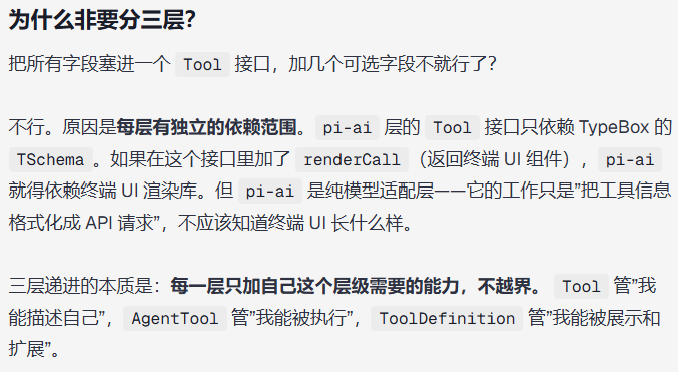 为什么非要分三层？
把所有字段塞进一个 Tool 接口，加几个可选字段不就行了？
不行。原因是每层有独立的依赖范围。pi-ai 层的 Tool 接口只依赖 TypeBox 的
TSchema。如果在这个接口里加了 renderCall（返回终端 UI 组件），pi-ai
就得依赖终端 UI 渲染库。但 pi-ai 是纯模型适配层——它的工作只是”把工具信息
格式化成 API 请求”，不应该知道终端 UI 长什么样。
三层递进的本质是：每一层只加自己这个层级需要的能力，不越界。Tool 管”我
能描述自己”，AgentTool 管”我能被执行”，ToolDefinition 管”我能被展示和
扩展”。